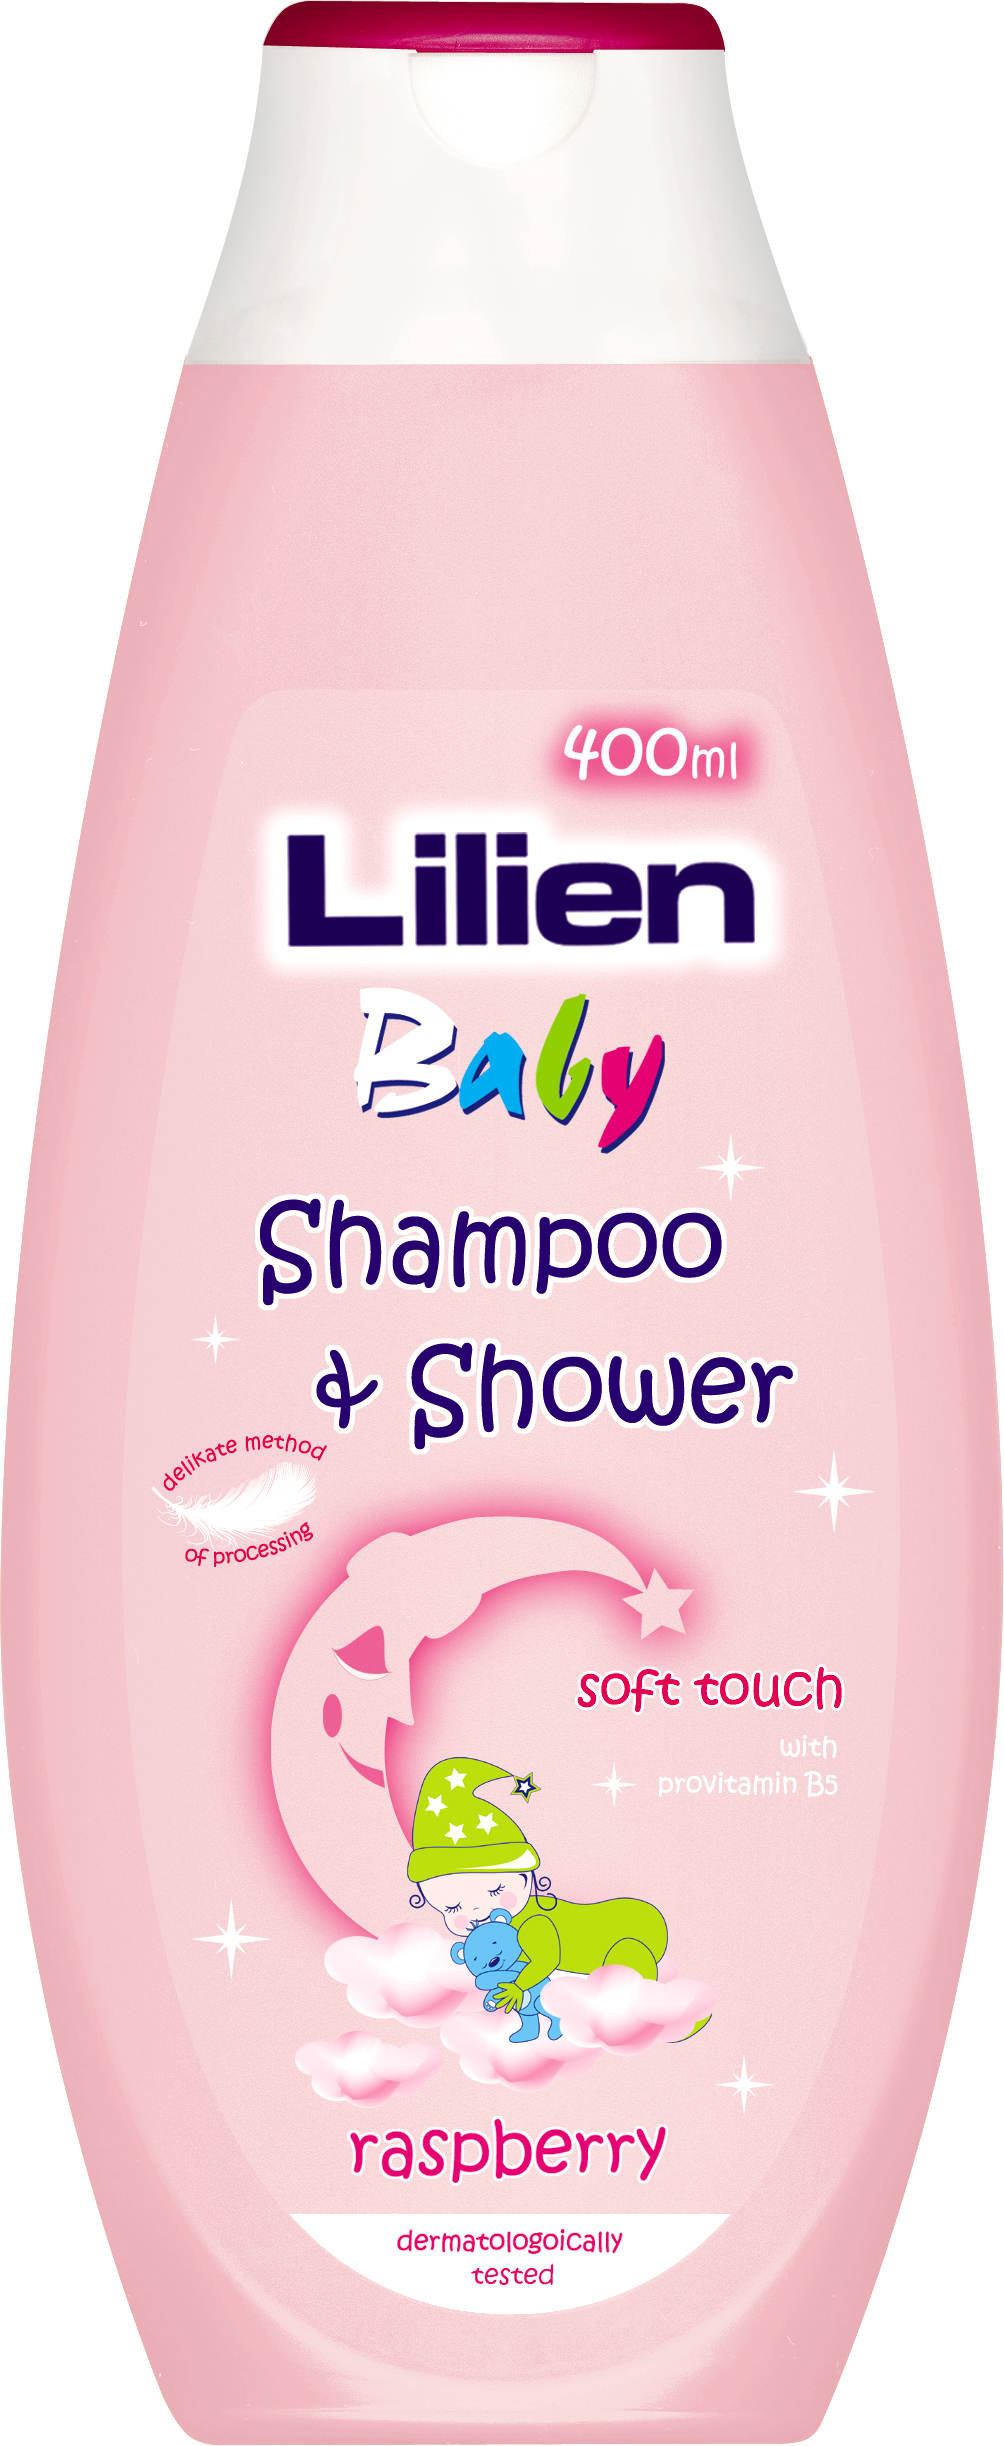 400ml
Lilien
Baby
Shampoo
& Shower
delikate method
of processing
soft touch
with
provitamin B5
raspberry
dermatologoically
tested